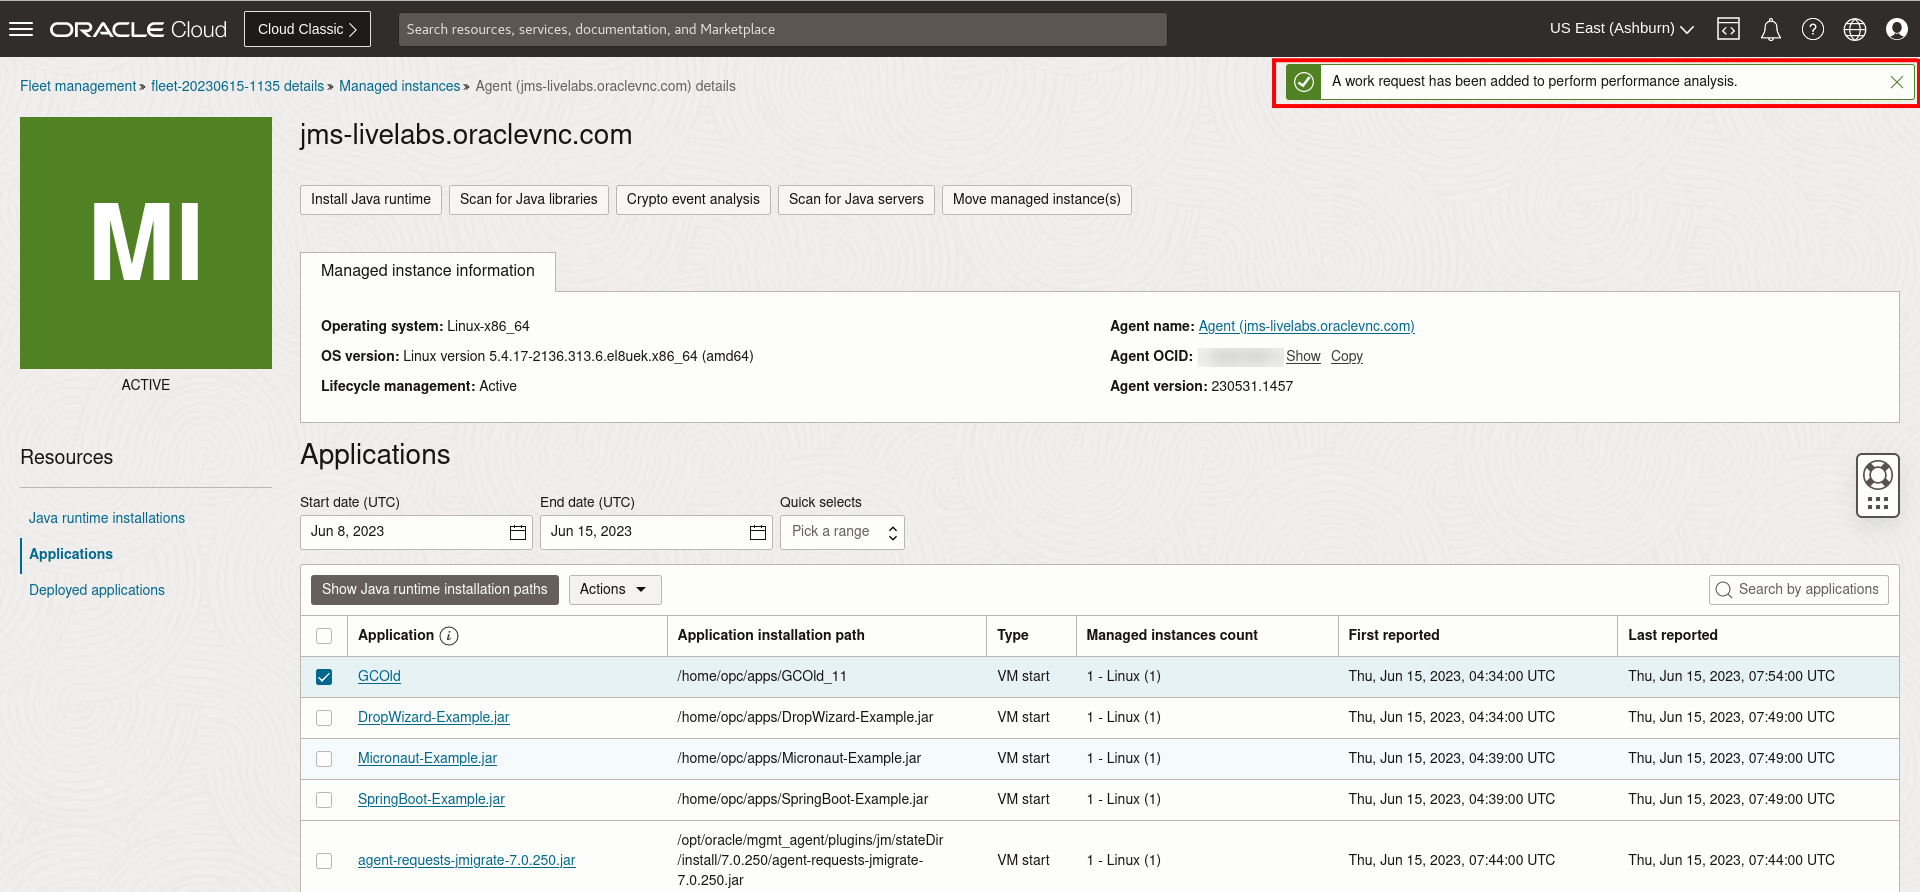 ORACLE Cloud
Cloud Classic
Search resources, services, documentation, and Marketplace
US East (Ashburn)
Fleet management » fleet-20230615-1135 details » Managed instances » Agent (jms-livelabs.oraclevnc.com) details
A work request has been added to perform performance analysis.
MI
ACTIVE
jms-livelabs.oraclevnc.com
Install Java runtime
Scan for Java libraries
Crypto event analysis
Scan for Java servers
Move managed instance(s)
Managed instance information
Operating system: Linux-x86_64
OS version: Linux version 5.4.17-2136.313.6.el8uek.x86_64 (amd64)
Lifecycle management: Active
Agent name: Agent (jms-livelabs.oraclevnc.com)
Agent OCID: Show Copy
Agent version: 230531.1457
Resources
Java runtime installations
Applications
Deployed applications
Applications
Start date (UTC)
End date (UTC)
Quick selects
Jun 8, 2023
Jun 15, 2023
Pick a range
Show Java runtime installation paths
Actions
Search by applications
Application Application installation path Type Managed instances count First reported Last reported
GCOld /home/opc/apps/GCOld_11 VM start 1 - Linux (1) Thu, Jun 15, 2023, 04:34:00 UTC Thu, Jun 15, 2023, 07:54:00 UTC
DropWizard-Example.jar /home/opc/apps/DropWizard-Example.jar VM start 1 - Linux (1) Thu, Jun 15, 2023, 04:34:00 UTC Thu, Jun 15, 2023, 07:49:00 UTC
Micronaut-Example.jar /home/opc/apps/Micronaut-Example.jar VM start 1 - Linux (1) Thu, Jun 15, 2023, 04:39:00 UTC Thu, Jun 15, 2023, 07:49:00 UTC
SpringBoot-Example.jar /home/opc/apps/SpringBoot-Example.jar VM start 1 - Linux (1) Thu, Jun 15, 2023, 04:39:00 UTC Thu, Jun 15, 2023, 07:49:00 UTC
/opt/oracle/mgmt_agent/plugins/jm/stateDir
agent-requests-jmigrate-7.0.250.jar /install/7.0.250/agent-requests-jmigrate- VM start 1 - Linux (1) Thu, Jun 15, 2023, 07:44:00 UTC Thu, Jun 15, 2023, 07:44:00 UTC
7.0.250.jar